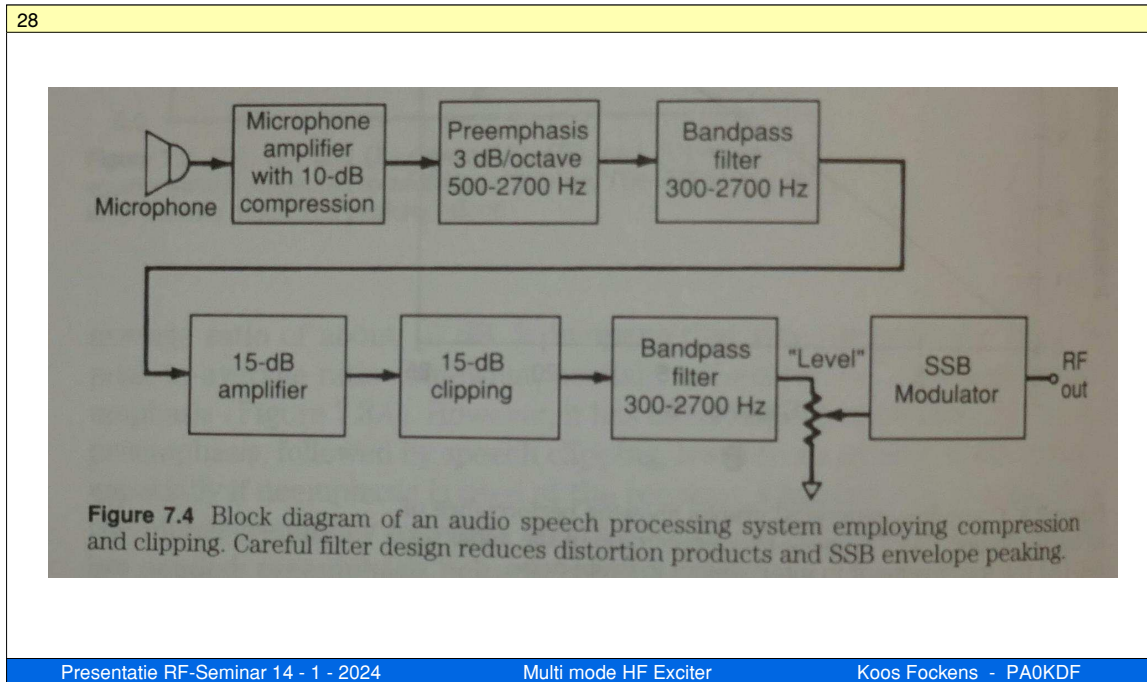 28
Microphone
amplifier
with 10-dB
compression
Preemphasis
3 dB/octave
500-2700 Hz
Bandpass
filter
300-2700 Hz
Microphone
15-dB
amplifier
15-dB
clipping
Bandpass
filter
300-2700 Hz
"Level"
SSB
Modulator
RF
out
Figure 7.4 Block diagram of an audio speech processing system employing compression
and clipping. Careful filter design reduces distortion products and SSB envelope peaking.
Presentatie RF-Seminar 14 - 1 - 2024 Multi mode HF Exciter Koos Fockens - PA0KDF